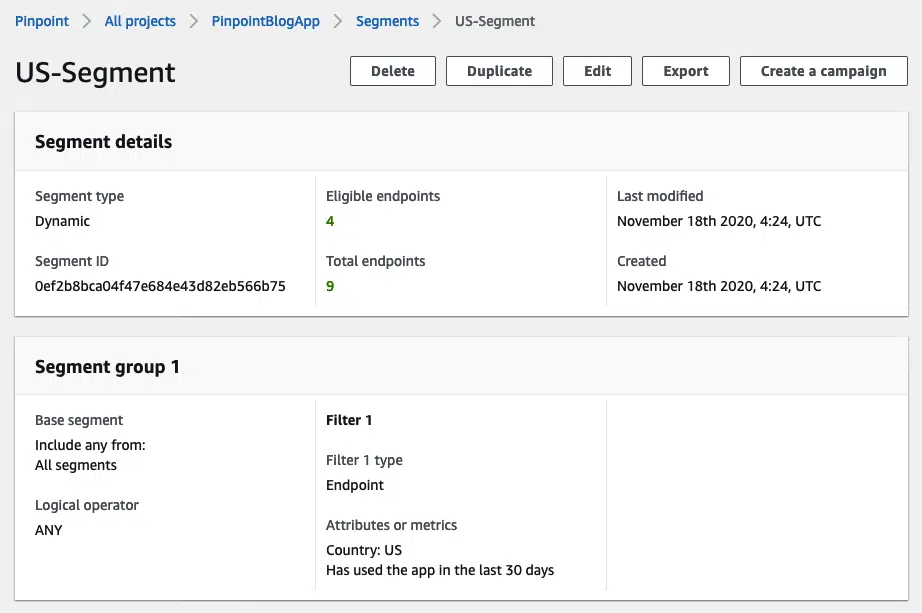 Pinpoint > All projects > PinpointBlogApp > Segments > US-Segment
US-Segment
Delete Duplicate Edit Export Create a campaign
Segment details
Segment type
Dynamic
Segment ID
0ef2b8bca04f47e684e43d82eb566b75
Eligible endpoints
4
Total endpoints
9
Last modified
November 18th 2020, 4:24, UTC
Created
November 18th 2020, 4:24, UTC
Segment group 1
Base segment
Include any from:
All segments
Logical operator
ANY
Filter 1
Filter 1 type
Endpoint
Attributes or metrics
Country: US
Has used the app in the last 30 days